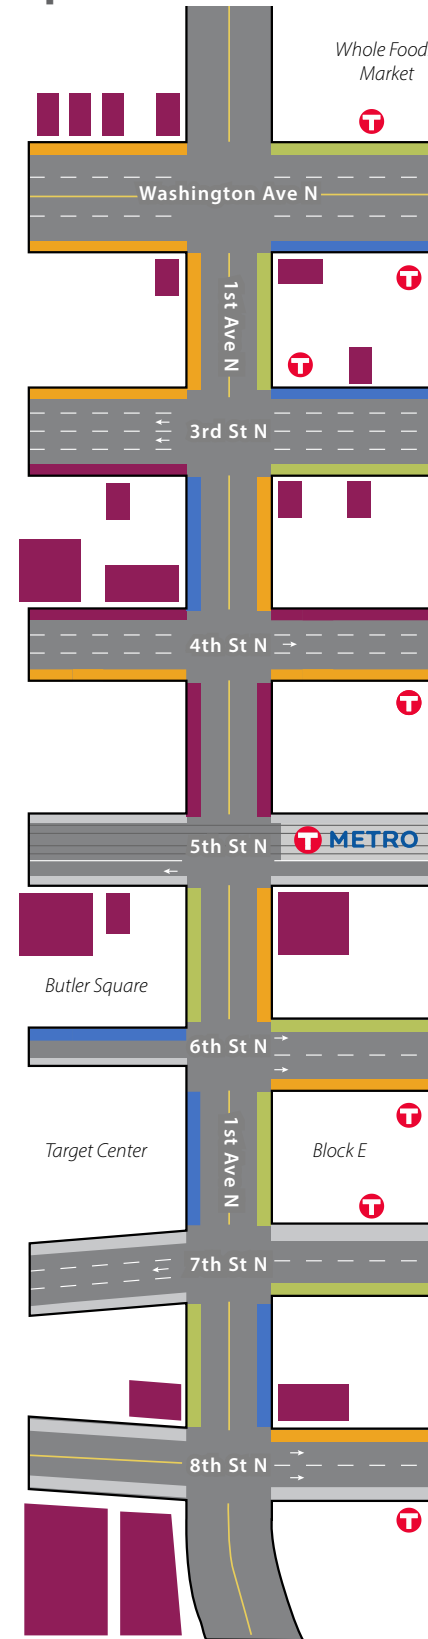 Whole Food
Market
T
Washington Ave N
T
1st Ave N
T
3rd St N
4th St N
T
5th St N
T METRO
Butler Square
6th St N
T
Target Center
1st Ave N
Block E
T
7th St N
8th St N
T